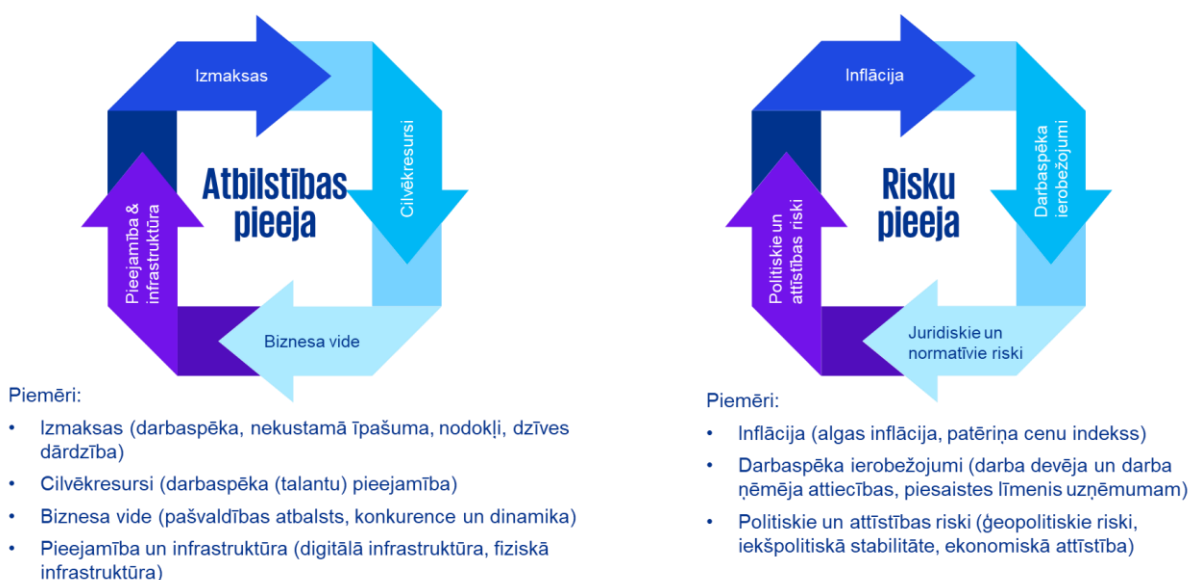 Izmaksas
Cilvēkresursi
Atbilstības
pieeja
Pieejamība &
infrastruktūra
Biznesa vide
Piemēri:
• Izmaksas (darbaspēka, nekustamā īpašuma, nodokļi, dzīves
dārdzība)
• Cilvēkresursi (darbaspēka (talantu) pieejamība)
• Biznesa vide (pašvaldības atbalsts, konkurence un dinamika)
• Pieejamība un infrastruktūra (digitālā infrastruktūra, fiziskā
infrastruktūra)
Inflācija
Darbaspēka
ierobežojumi
Risku
pieeja
Politiskie un
attīstības riski
Juridiskie un
normatīvie riski
Piemēri:
• Inflācija (algas inflācija, patēriņa cenu indekss)
• Darbaspēka ierobežojumi (darba devēja un darba
ņēmēja attiecības, piesaistes līmenis uzņēmumam)
• Politiskie un attīstības riski (ģeopolitiskie riski,
iekšpolitiskā stabilitāte, ekonomiskā attīstība)